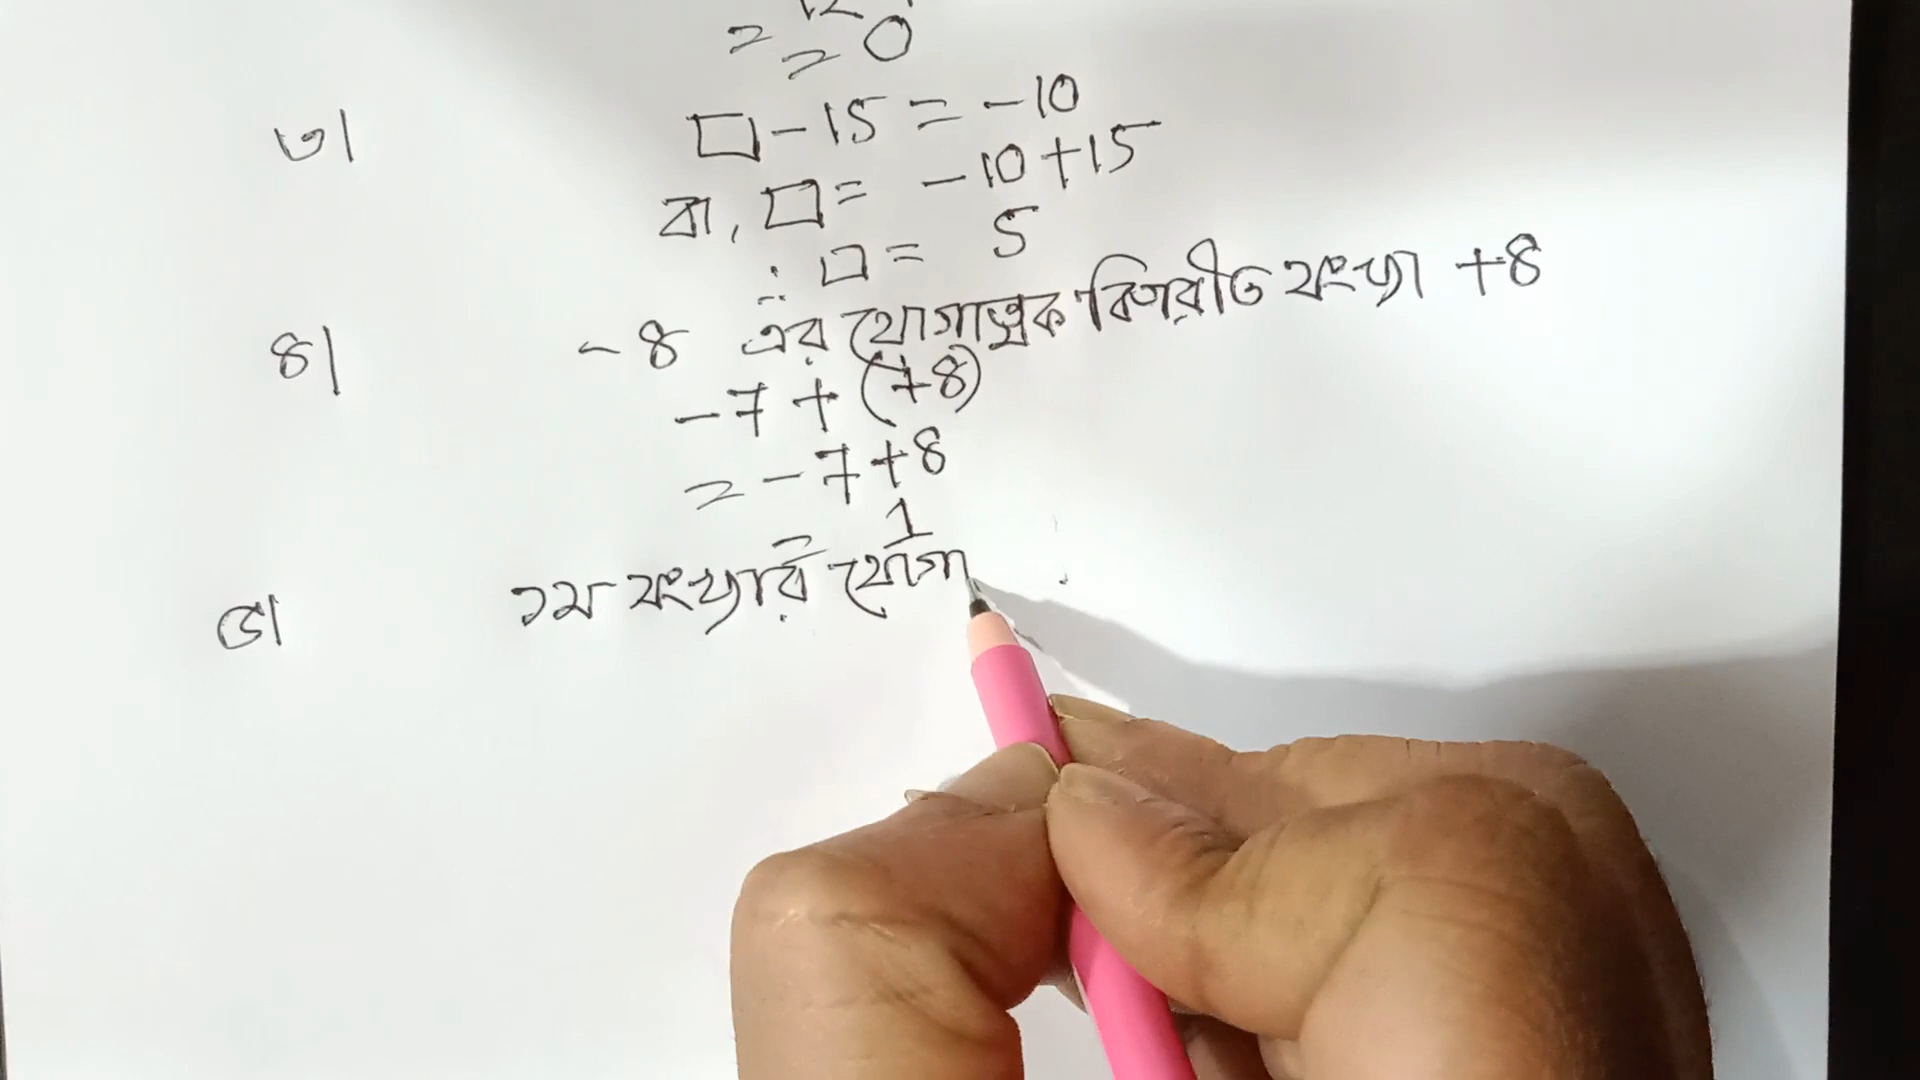 = 0
৩। □ - 15 = -10
বা, □ = -10+15
∴ □ = 5
৪। -8 এর যোগাত্মক বিপরীত সংখ্যা +8
-7 + (+8)
= -7+8
= 1
৫। ১ম সংখ্যার যোগা